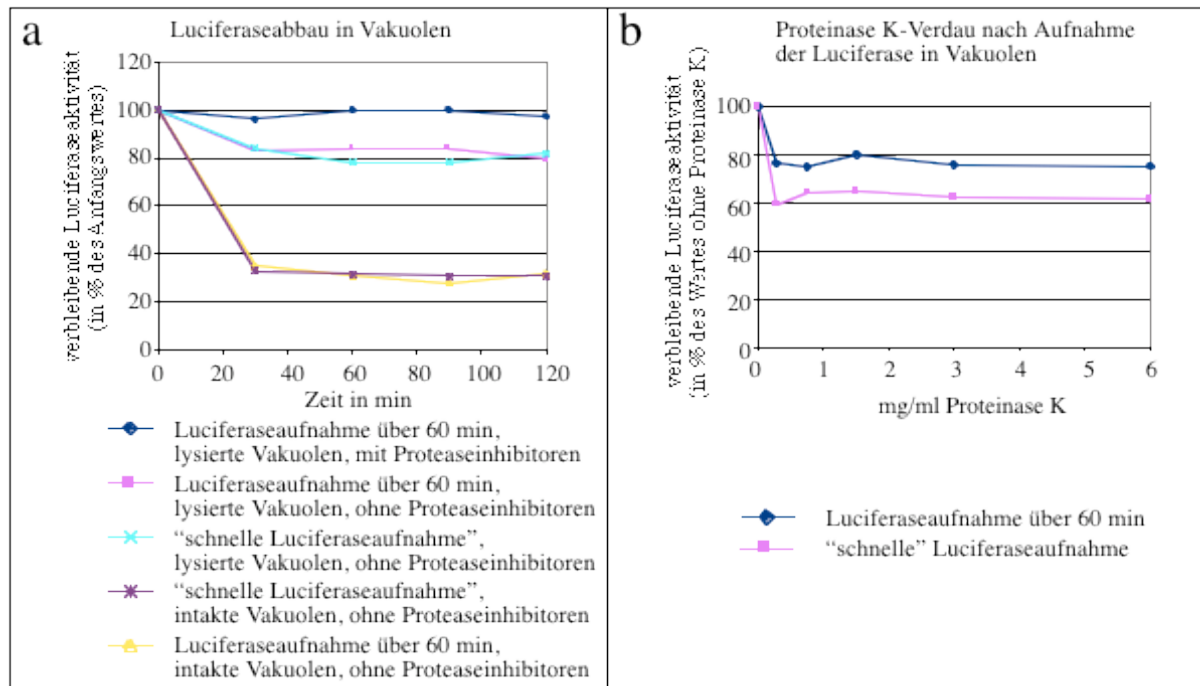 a
Luciferaseabbau in Vakuolen
verbleibende Luciferaseaktivität
(in % des Anfangswertes)
120
100
80
60
40
20
0
0 20 40 60 80 100 120
Zeit in min
Luciferaseaufnahme über 60 min,
lysierte Vakuolen, mit Proteaseinhibitoren
Luciferaseaufnahme über 60 min,
lysierte Vakuolen, ohne Proteaseinhibitoren
“schnelle Luciferaseaufnahme”,
lysierte Vakuolen, ohne Proteaseinhibitoren
“schnelle Luciferaseaufnahme”,
intakte Vakuolen, ohne Proteaseinhibitoren
Luciferaseaufnahme über 60 min,
intakte Vakuolen, ohne Proteaseinhibitoren
b
Proteinase K-Verdau nach Aufnahme
der Luciferase in Vakuolen
verbleibende Luciferaseaktivität
(in % des Wertes ohne Proteinase K)
100
80
60
40
20
0
0 1 2 3 4 5 6
mg/ml Proteinase K
Luciferaseaufnahme über 60 min
“schnelle” Luciferaseaufnahme